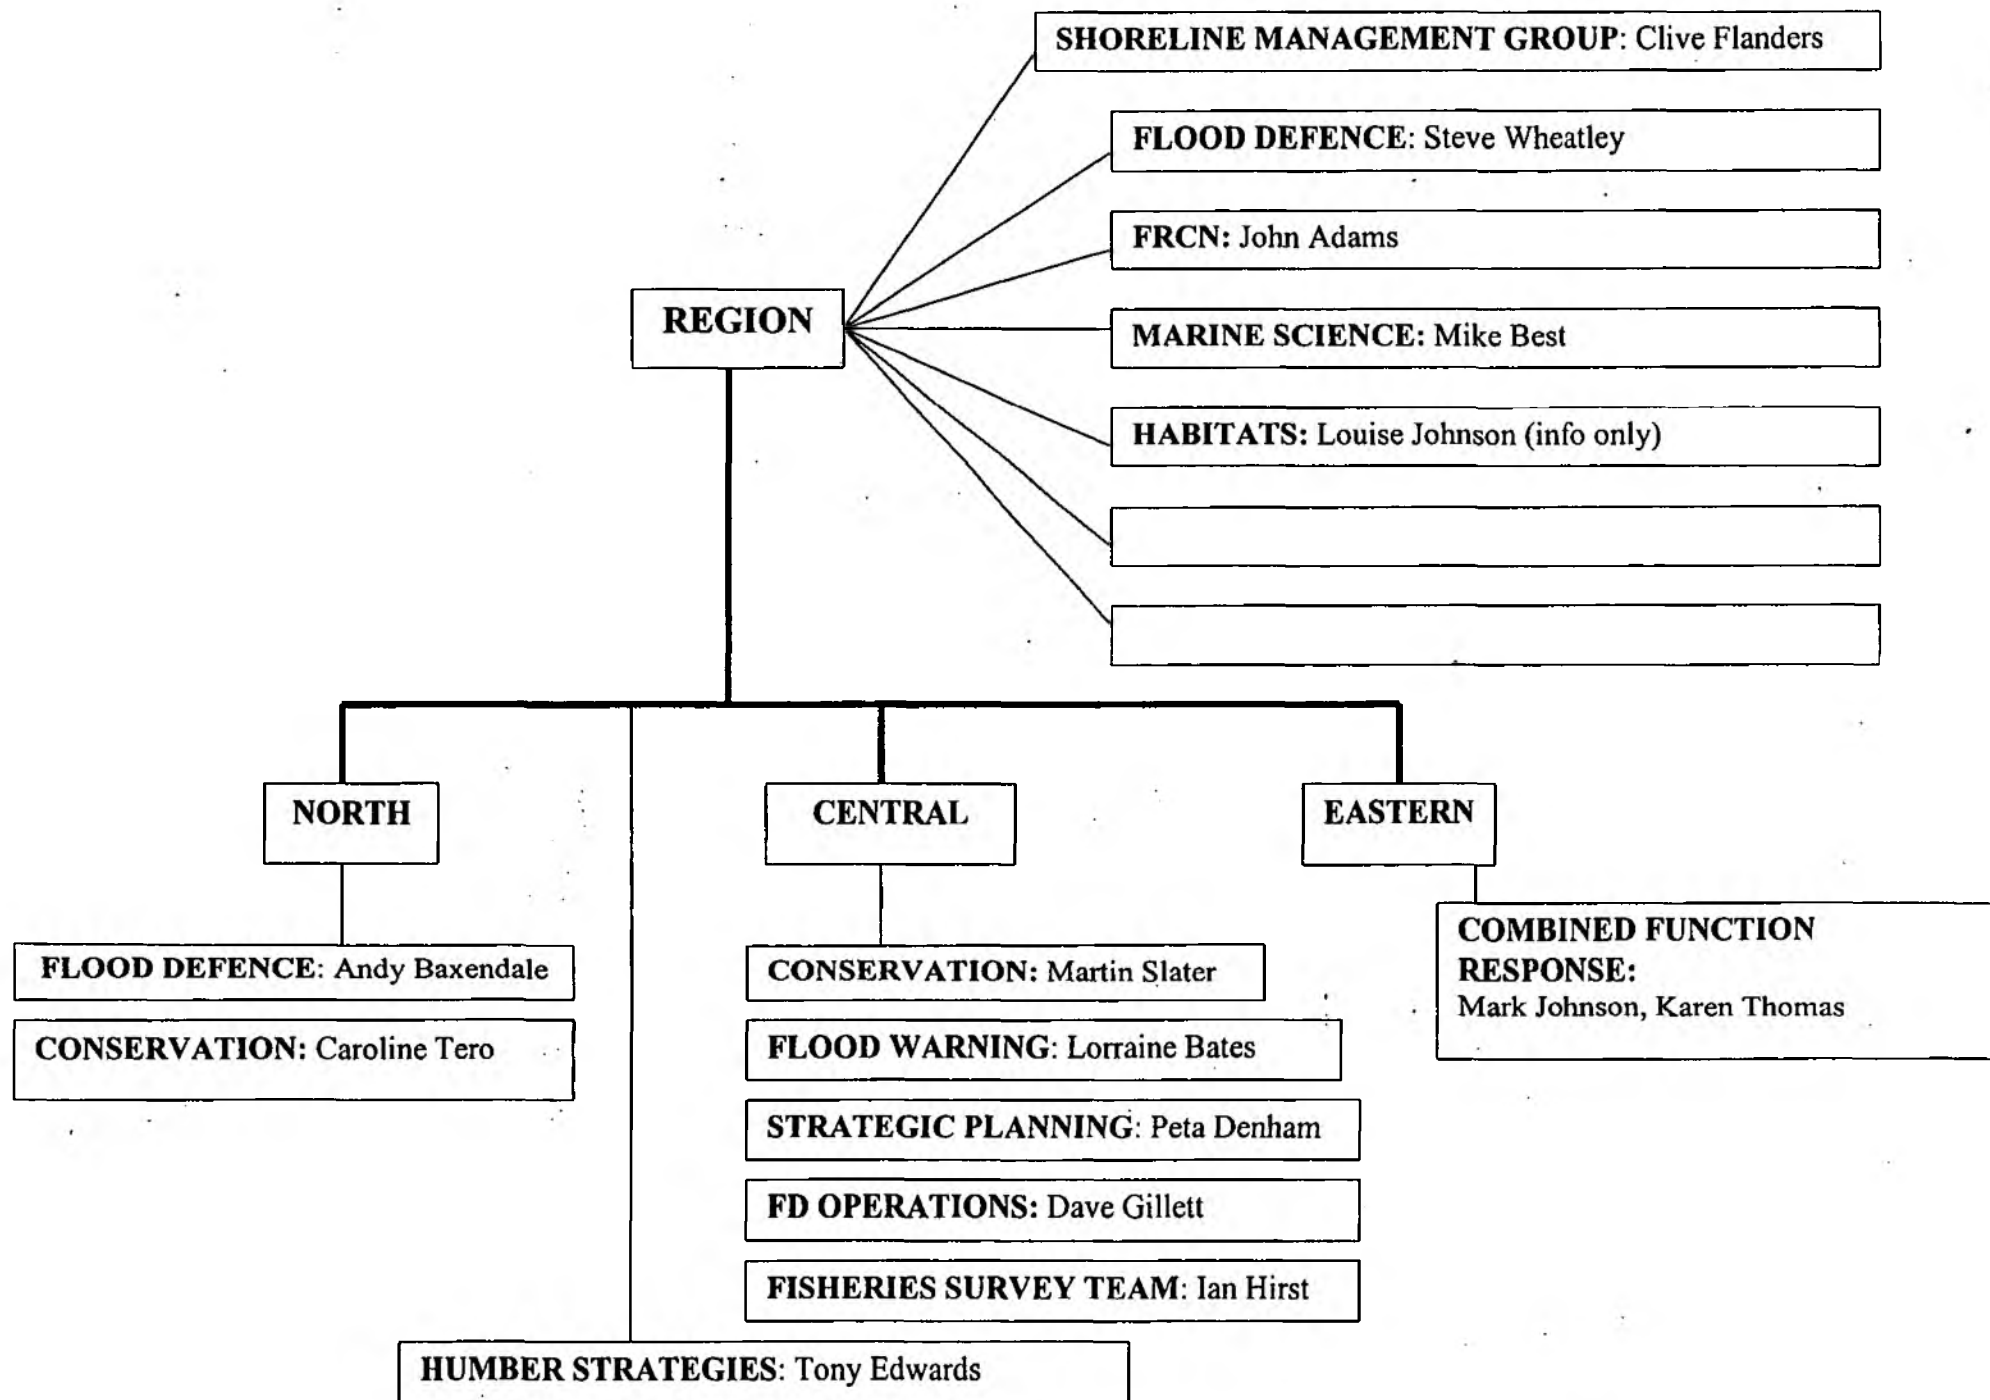 SHORELINE MANAGEMENT GROUP: Clive Flanders
FLOOD DEFENCE: Steve Wheatley
FRCN: John Adams
REGION
MARINE SCIENCE: Mike Best
HABITATS: Louise Johnson (info only)
NORTH
CENTRAL
EASTERN
FLOOD DEFENCE: Andy Baxendale
CONSERVATION: Caroline Tero
CONSERVATION: Martin Slater
FLOOD WARNING: Lorraine Bates
STRATEGIC PLANNING: Peta Denham
FD OPERATIONS: Dave Gillett
FISHERIES SURVEY TEAM: Ian Hirst
COMBINED FUNCTION
RESPONSE:
Mark Johnson, Karen Thomas
HUMBER STRATEGIES: Tony Edwards